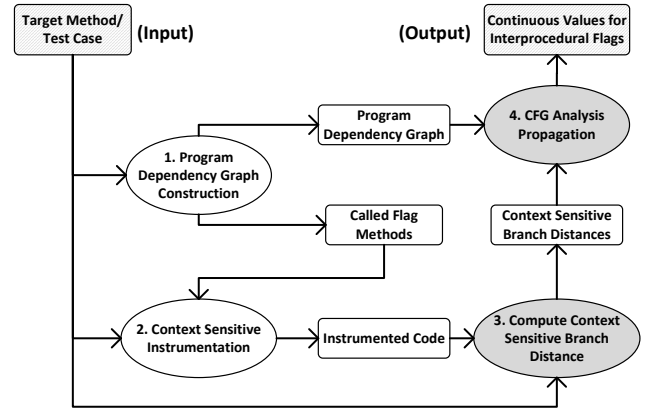 Target Method/
Test Case
(Input)
(Output)
Continuous Values for
Interprocedural Flags
Program
Dependency Graph
4. CFG Analysis
Propagation
1. Program
Dependency Graph
Construction
Called Flag
Methods
Context Sensitive
Branch Distances
2. Context Sensitive
Instrumentation
Instrumented Code
3. Compute Context
Sensitive Branch
Distance